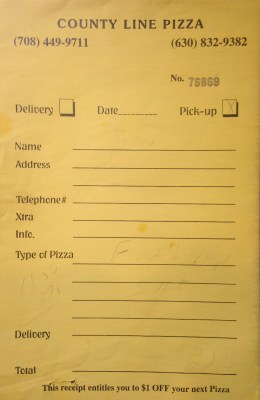 COUNTY LINE PIZZA
(708) 449-9711 (630) 832-9382
No. 76869
Delivery Date Pick-up
Name
Address
Telephone#
Xtra
Info.
Type of Pizza
Delivery
Total
This receipt entitles you to $1 OFF your next Pizza